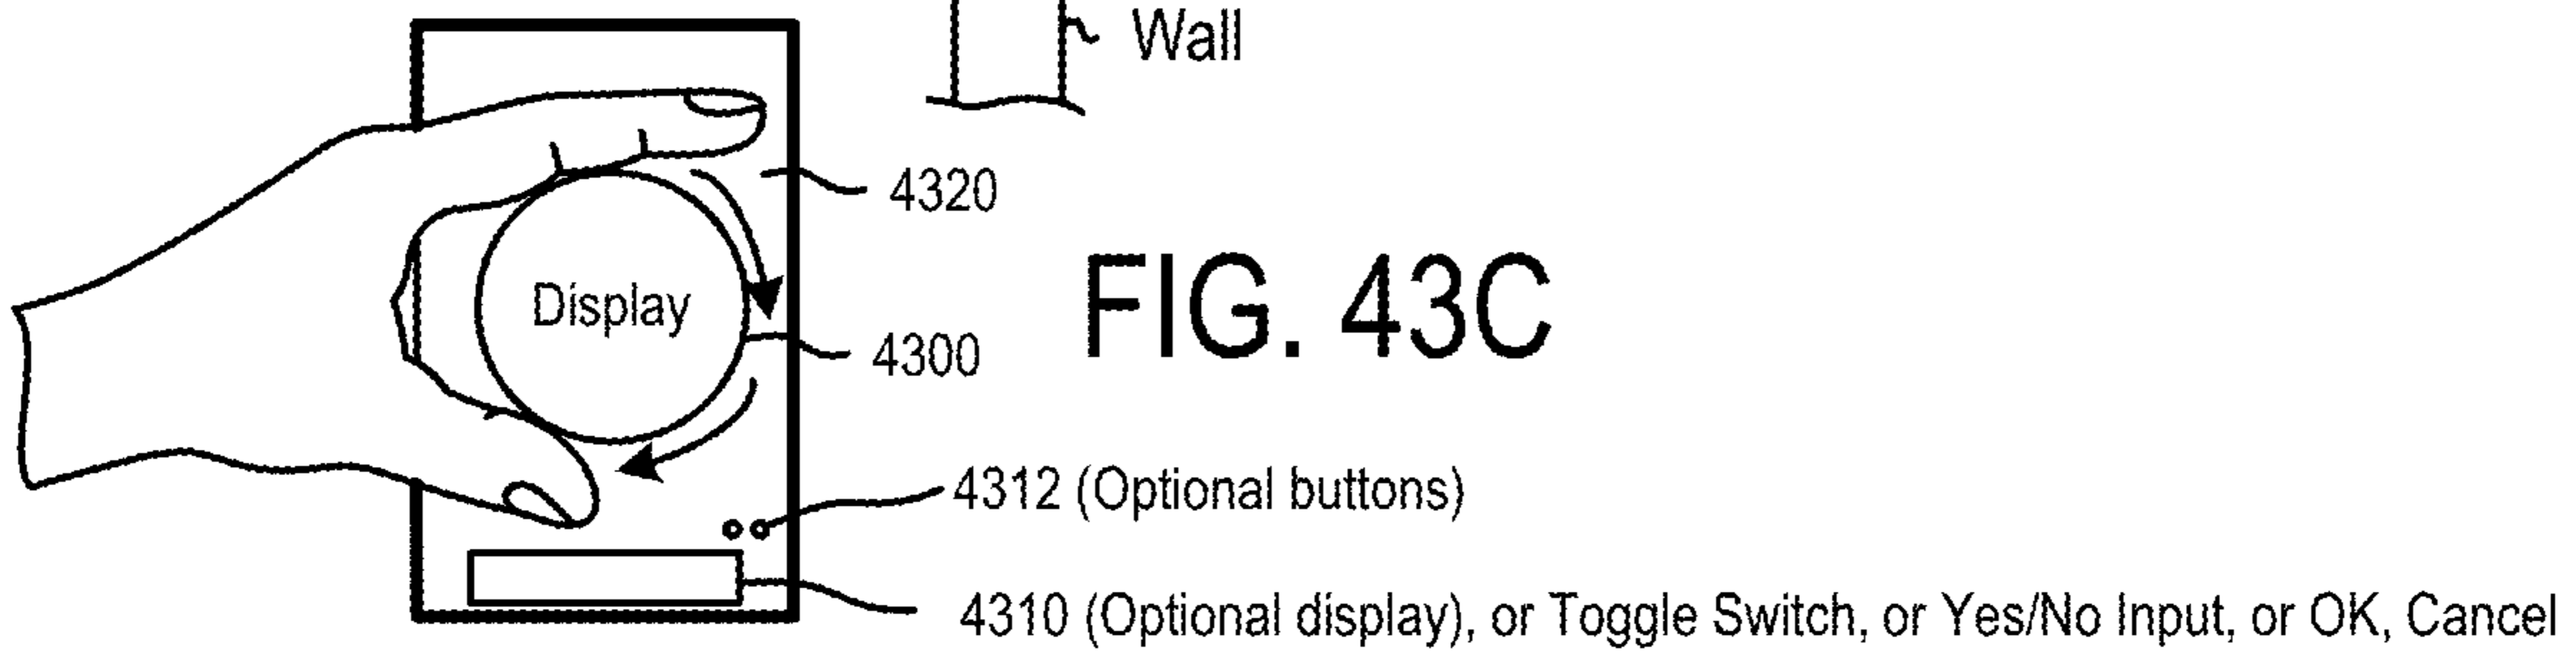 Wall
4320
Display
4300
FIG. 43C
4312 (Optional buttons)
4310 (Optional display), or Toggle Switch, or Yes/No Input, or OK, Cancel